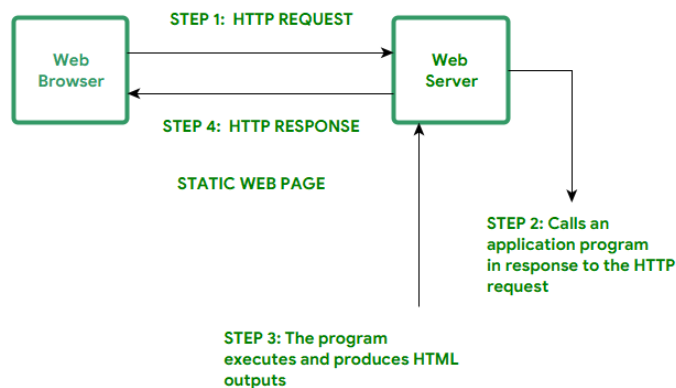 STEP 1: HTTP REQUEST
Web
Browser
Web
Server
STEP 4: HTTP RESPONSE
STATIC WEB PAGE
STEP 2: Calls an
application program
in response to the HTTP
request
STEP 3: The program
executes and produces HTML
outputs